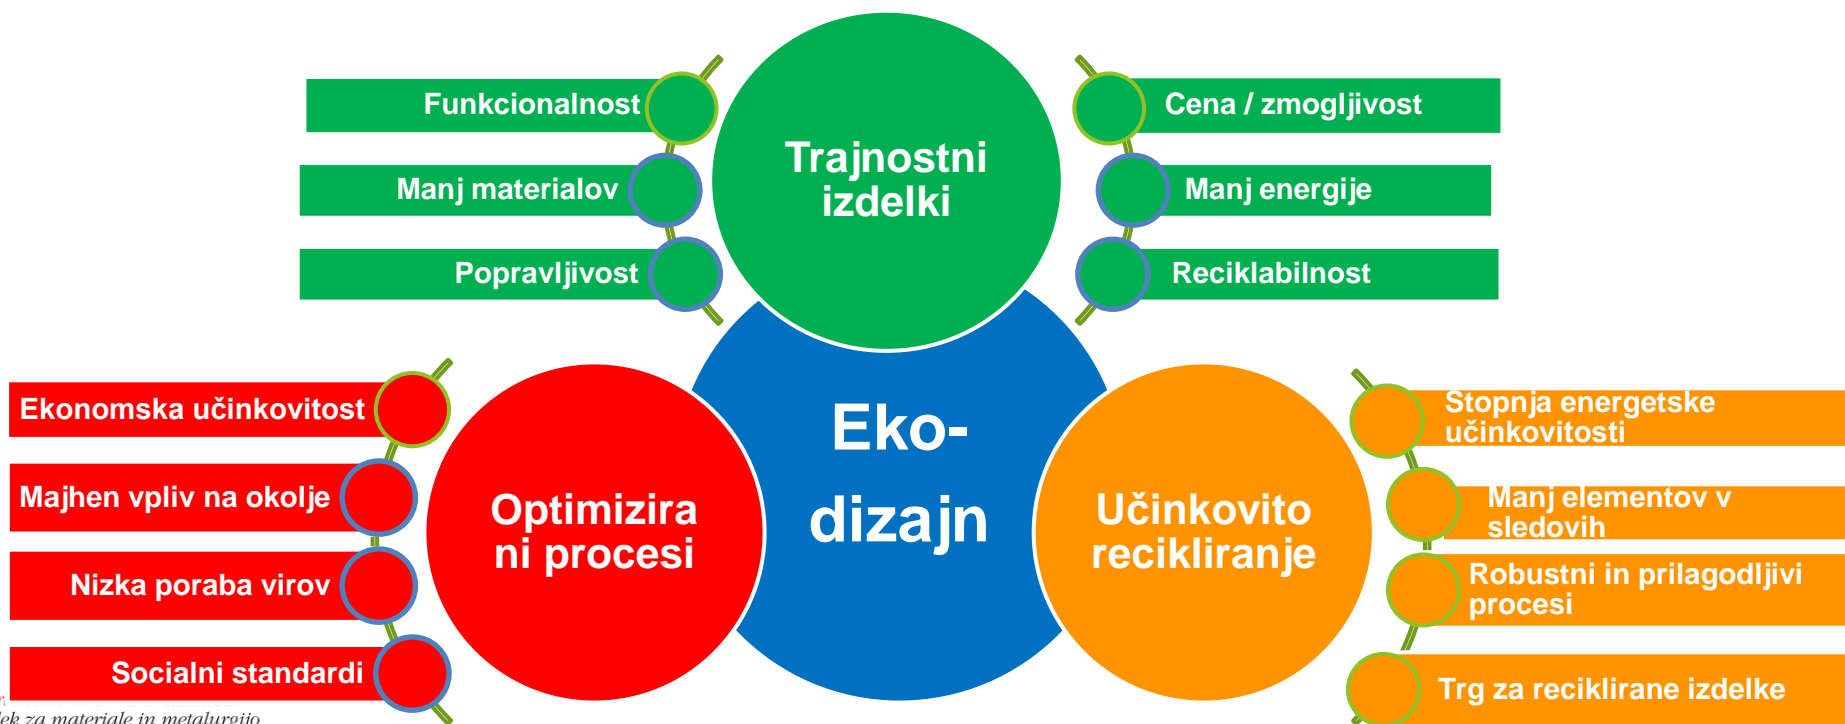 Funkcionalnost
Manj materialov
Popravljivost
Trajnostni
izdelki
Cena / zmogljivost
Manj energije
Reciklabilnost
Eko-
dizajn
Ekonomska učinkovitost
Majhen vpliv na okolje
Nizka poraba virov
Socialni standardi
Optimizira
ni procesi
Učinkovito
recikliranje
Stopnja energetske
učinkovitosti
Manj elementov v
sledovih
Robustni in prilagodljivi
procesi
Trg za reciklirane izdelke
za materiale in metalurgijo